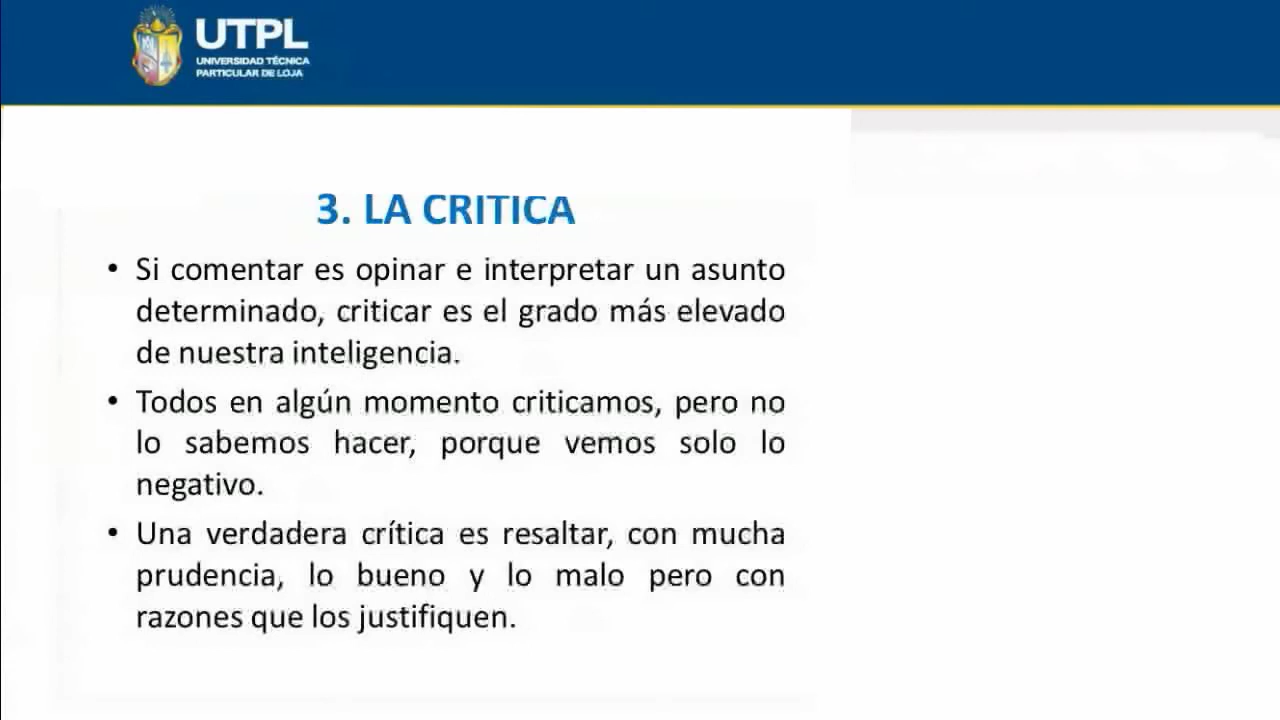 UTPL
UNIVERSIDAD TÉCNICA
PARTICULAR DE LOJA
3. LA CRITICA
• Si comentar es opinar e interpretar un asunto
determinado, criticar es el grado más elevado
de nuestra inteligencia.
• Todos en algún momento criticamos, pero no
lo sabemos hacer, porque vemos solo lo
negativo.
• Una verdadera crítica es resaltar, con mucha
prudencia, lo bueno y lo malo pero con
razones que los justifiquen.